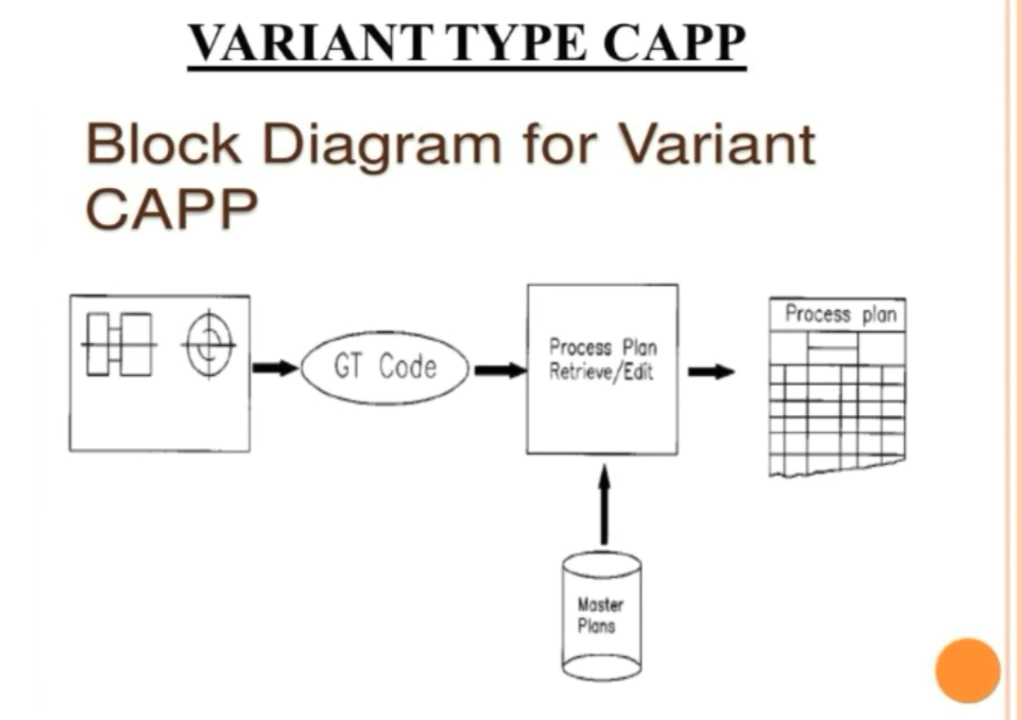 VARIANT TYPE CAPP
Block Diagram for Variant
CAPP
GT Code
Process Plan
Retrieve/Edit
Process plan
Master
Plans